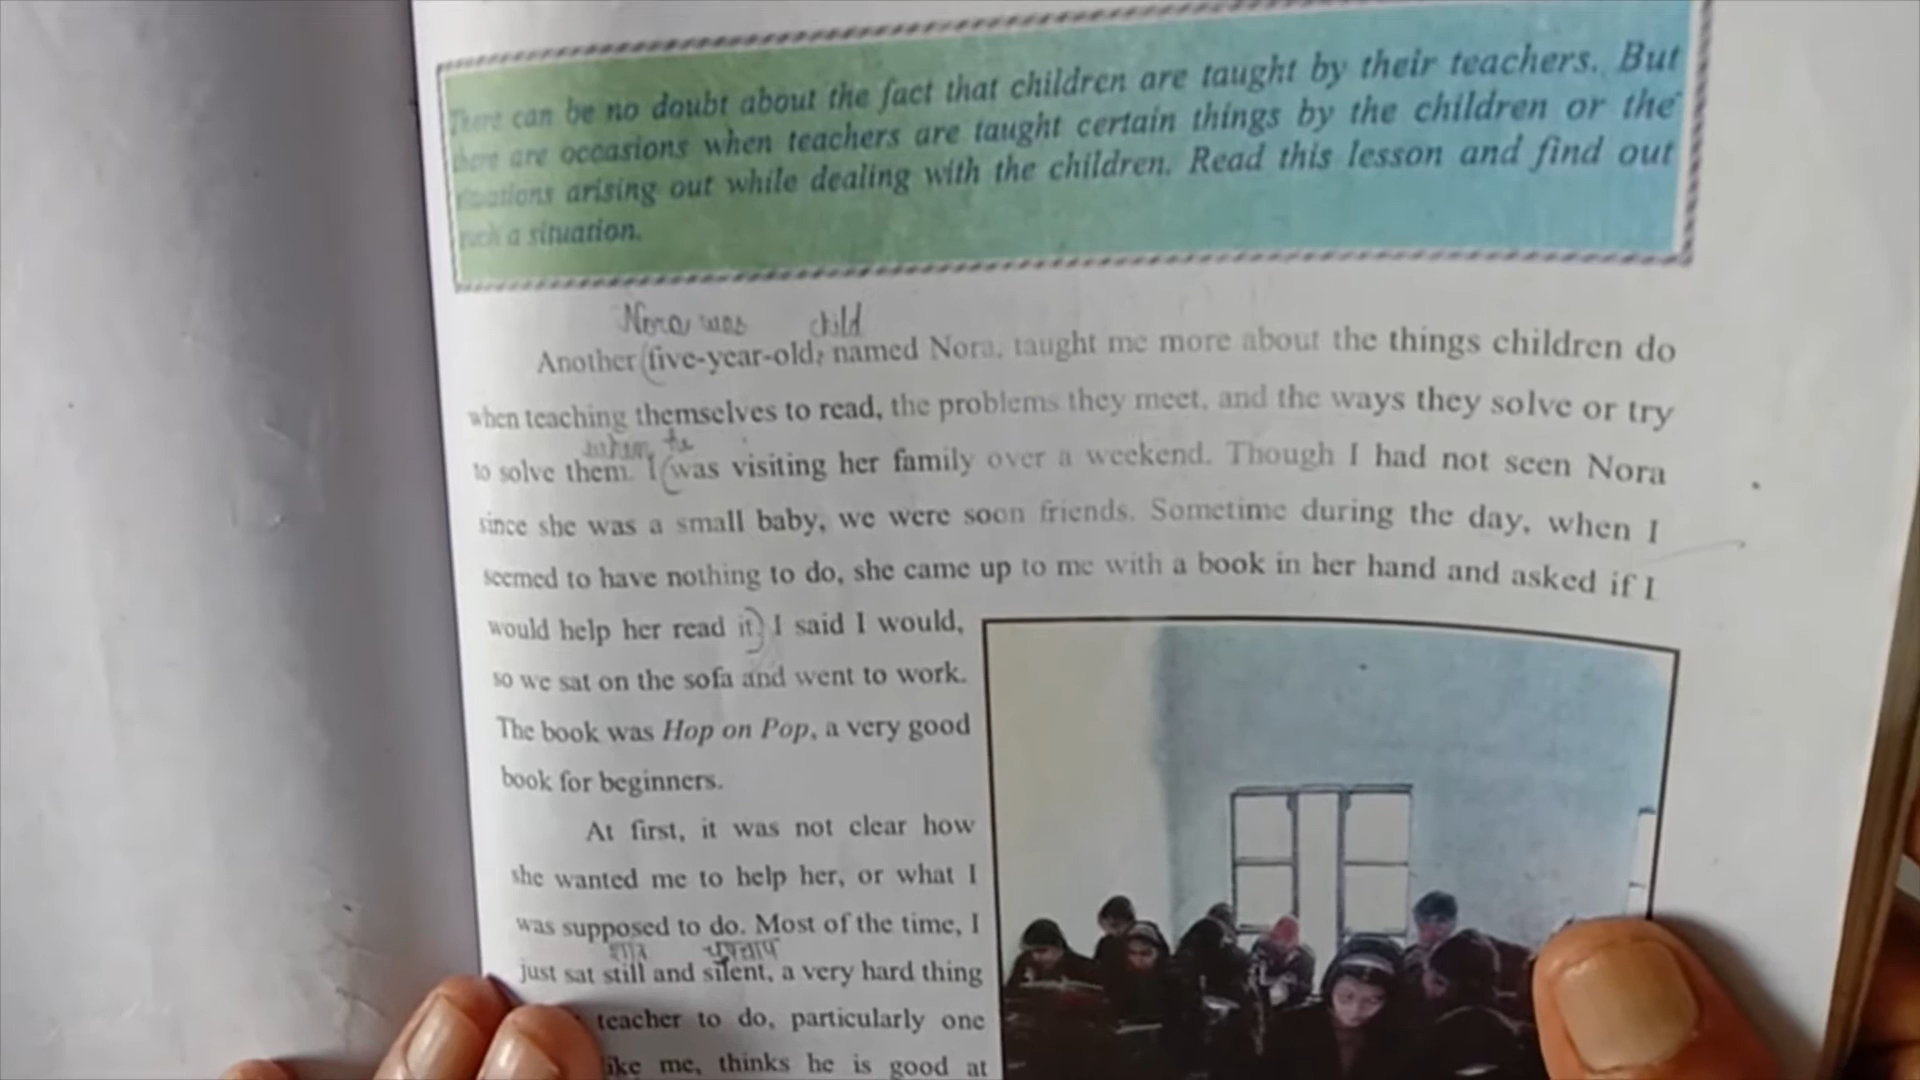 There can be no doubt about the fact that children are taught by their teachers. But
there are occasions when teachers are taught certain things by the children or the
situations arising out while dealing with the children. Read this lesson and find out
such a situation.
Nora was child
Another five-year-old, named Nora, taught me more about the things children do
when teaching themselves to read, the problems they meet, and the ways they solve or try
when he
to solve them. I was visiting her family over a weekend. Though I had not seen Nora
since she was a small baby, we were soon friends. Sometime during the day, when I
seemed to have nothing to do, she came up to me with a book in her hand and asked if I
would help her read it. I said I would,
so we sat on the sofa and went to work.
The book was Hop on Pop, a very good
book for beginners.
At first, it was not clear how
she wanted me to help her, or what I
was supposed to do. Most of the time, I
शांत चुपचाप
just sat still and silent, a very hard thing
teacher to do, particularly one
like me, thinks he is good at